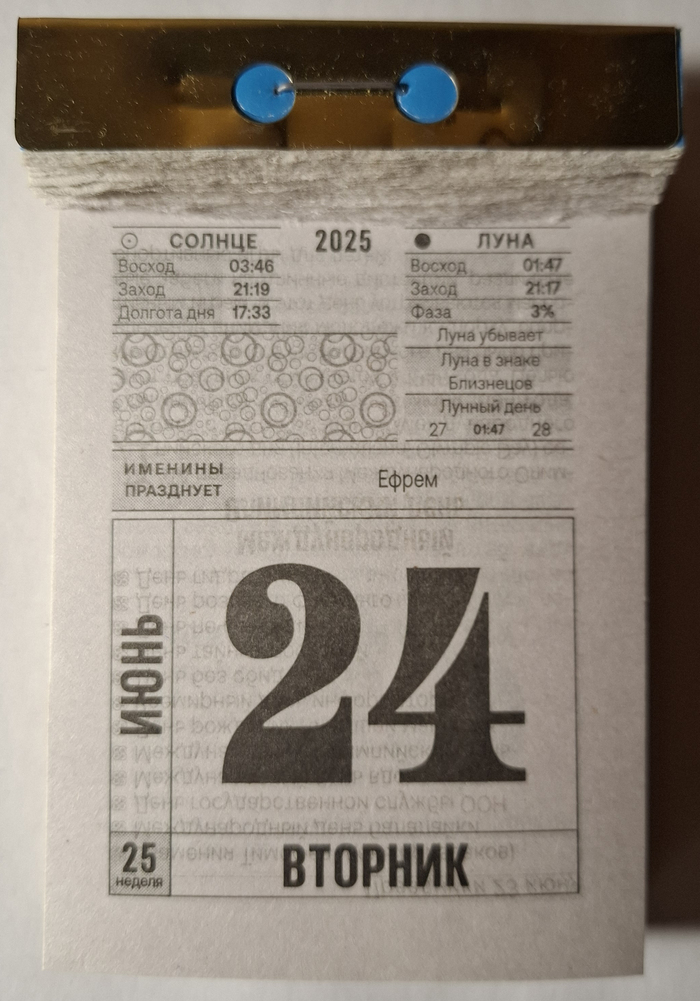 СОЛНЦЕ
Восход 03:46
Заход 21:19
Долгота дня 17:33
2025
ЛУНА
Восход 01:47
Заход 21:17
Фаза 3%
Луна убывает
Луна в знаке
Близнецов
Лунный день
27 01:47 28
ИМЕНИНЫ
ПРАЗДНУЕТ
Ефрем
ИЮНЬ
24
25
неделя
ВТОРНИК